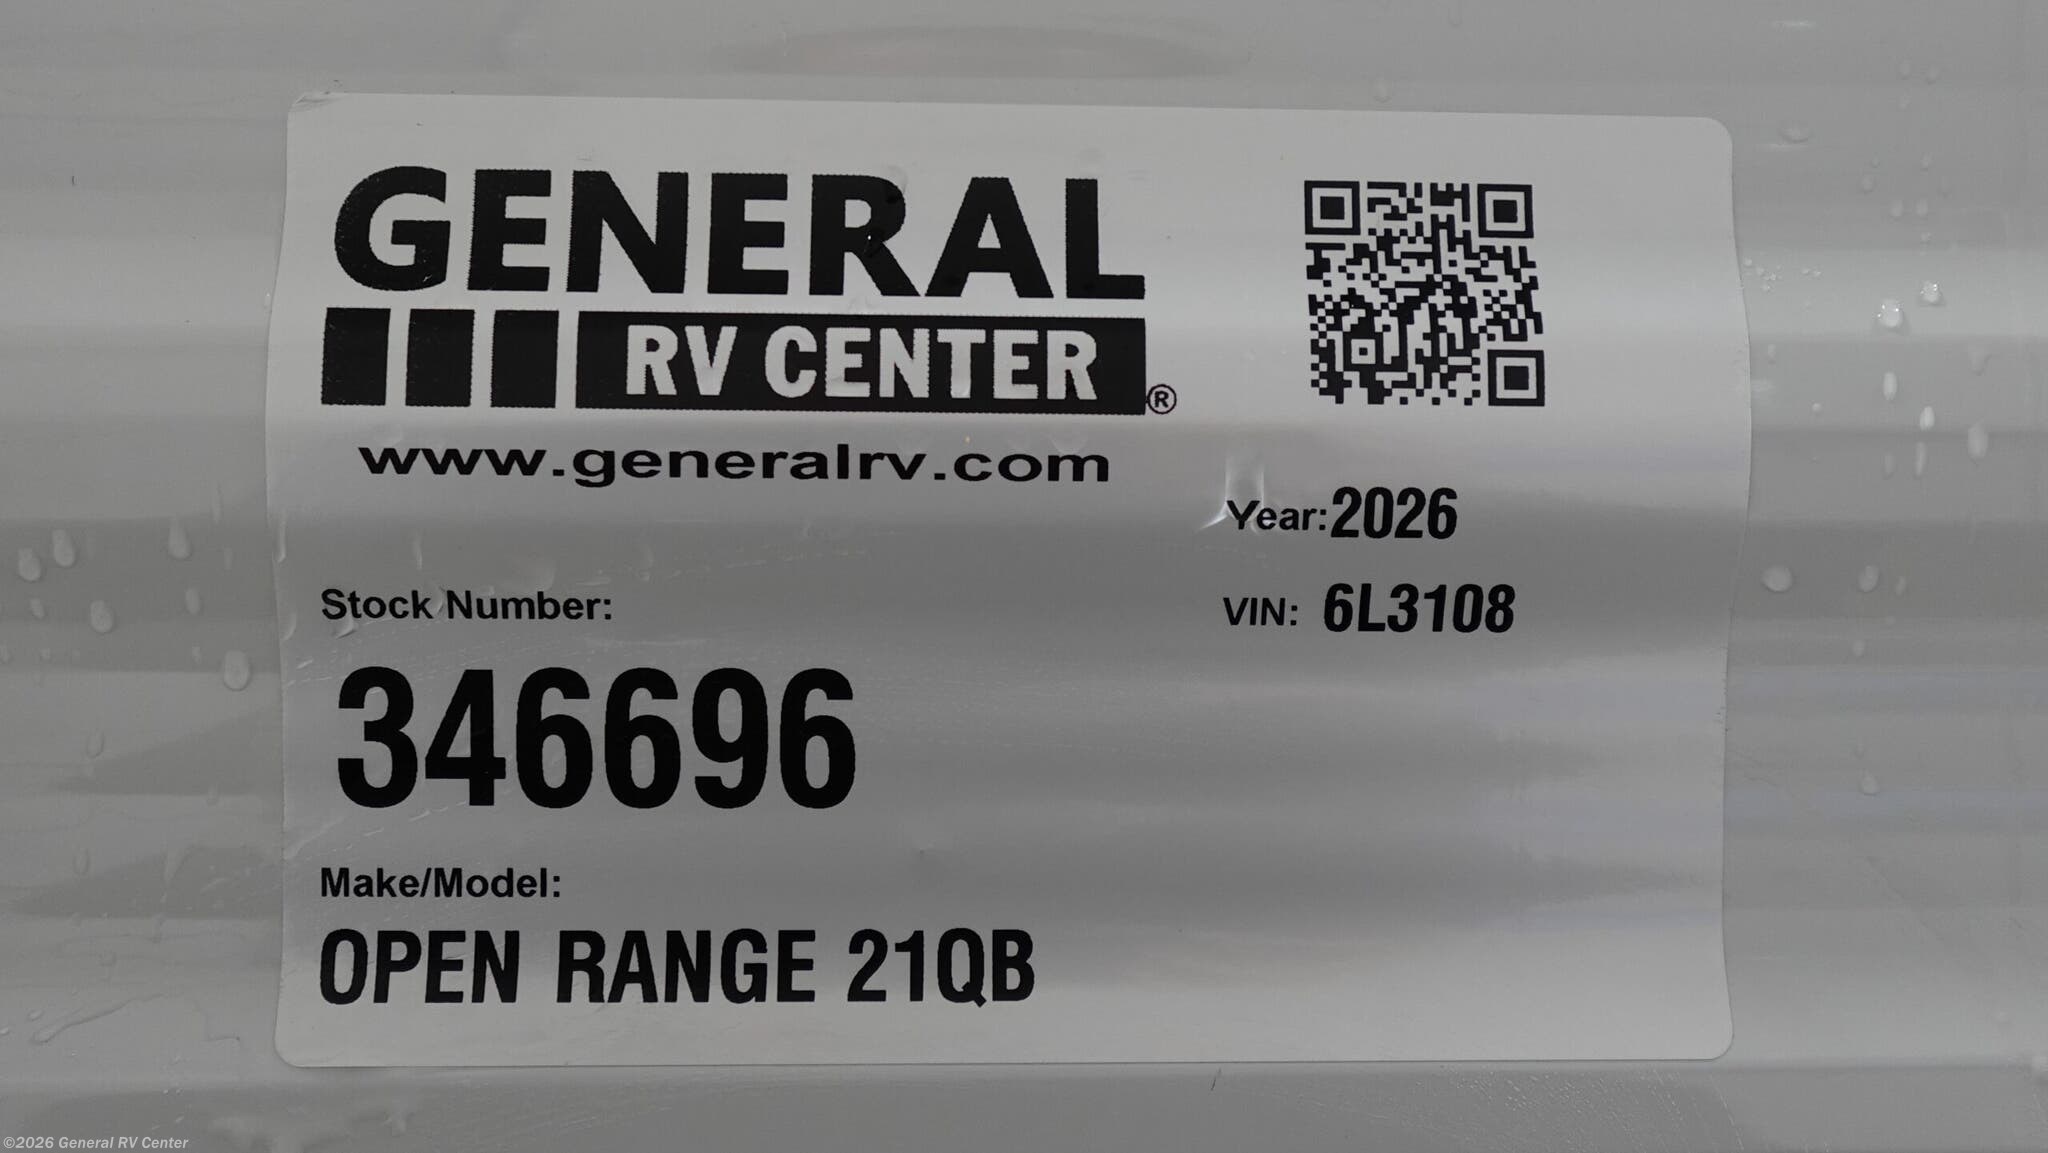 GENERAL
RV CENTER®
www.generalrv.com
Year: 2026
VIN: 6L3108
Stock Number:
346696
Make/Model:
OPEN RANGE 21QB
©2026 General RV Center